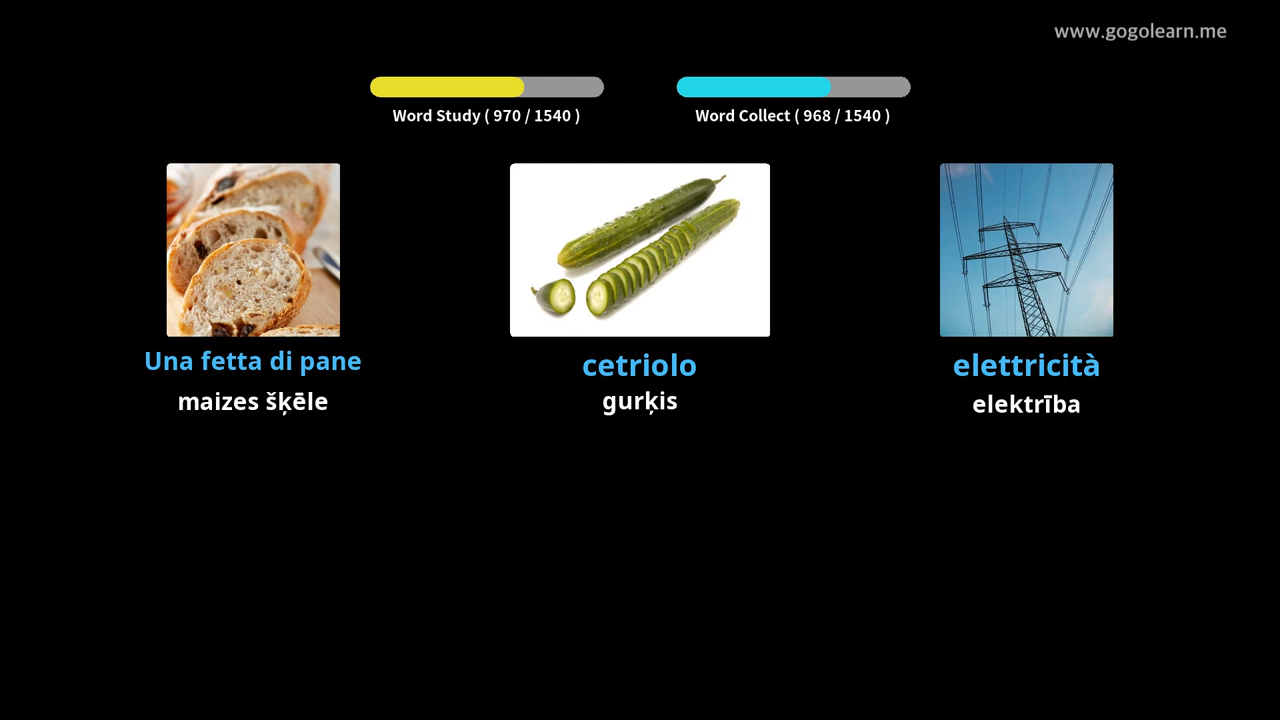 www.gogolearn.me
Word Study ( 970 / 1540 )
Word Collect ( 968 / 1540 )
Una fetta di pane
maizes šķēle
cetriolo
gurķis
elettricità
elektrība